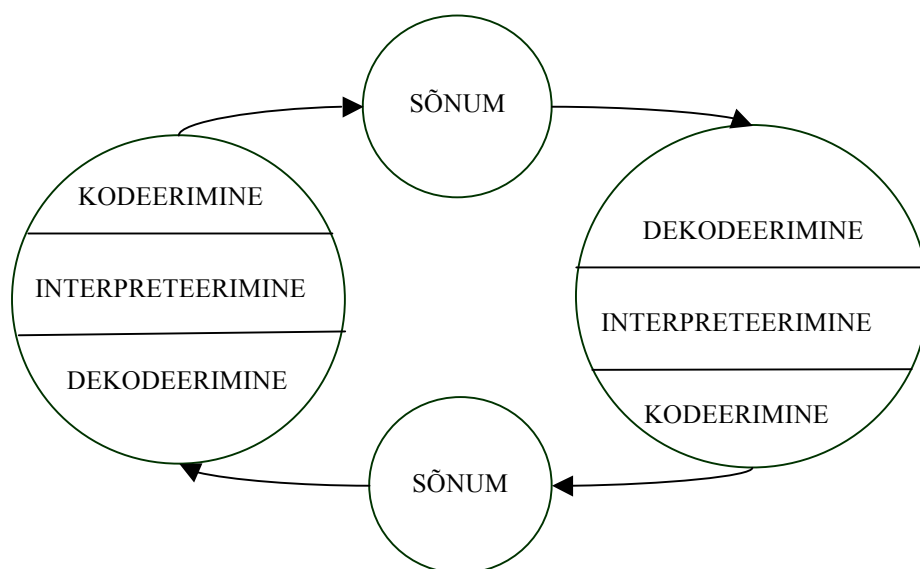 SÕNUM
KODEERIMINE
INTERPRETEERIMINE
DEKODEERIMINE
DEKODEERIMINE
INTERPRETEERIMINE
KODEERIMINE
SÕNUM